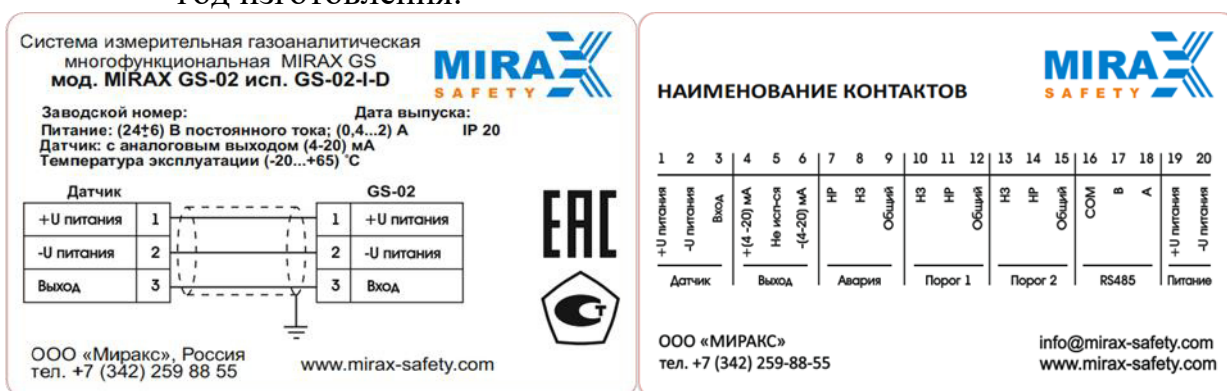 год изготовления.
Система измерительная газоаналитическая
многофункциональная MIRAX GS
мод. MIRAX GS-02 исп. GS-02-I-D
MIRAX
SAFETY
Заводской номер: Дата выпуска:
Питание: (24±6) В постоянного тока; (0,4...2) А IP 20
Датчик: с аналоговым выходом (4-20) мА
Температура эксплуатации (-20...+65) °С
Датчик GS-02
+U питания 1 1 +U питания
-U питания 2 2 -U питания
Выход 3 3 Вход
EAC
Ст
ООО «Миракс», Россия
тел. +7 (342) 259 88 55
www.mirax-safety.com
MIRAX
SAFETY
НАИМЕНОВАНИЕ КОНТАКТОВ
1 2 3 4 5 6 7 8 9 10 11 12 13 14 15 16 17 18 19 20
+U питания
-U питания
Вход
+(4 -20) мА
Не исп-ся
-(4-20) мА
НР
НЗ
Общий
НЗ
НР
Общий
НЗ
НР
Общий
COM
B
A
+U питания
-U питания
Датчик Выход Авария Порог 1 Порог 2 RS485 Питание
ООО «МИРАКС»
тел. +7 (342) 259-88-55
info@mirax-safety.com
www.mirax-safety.com